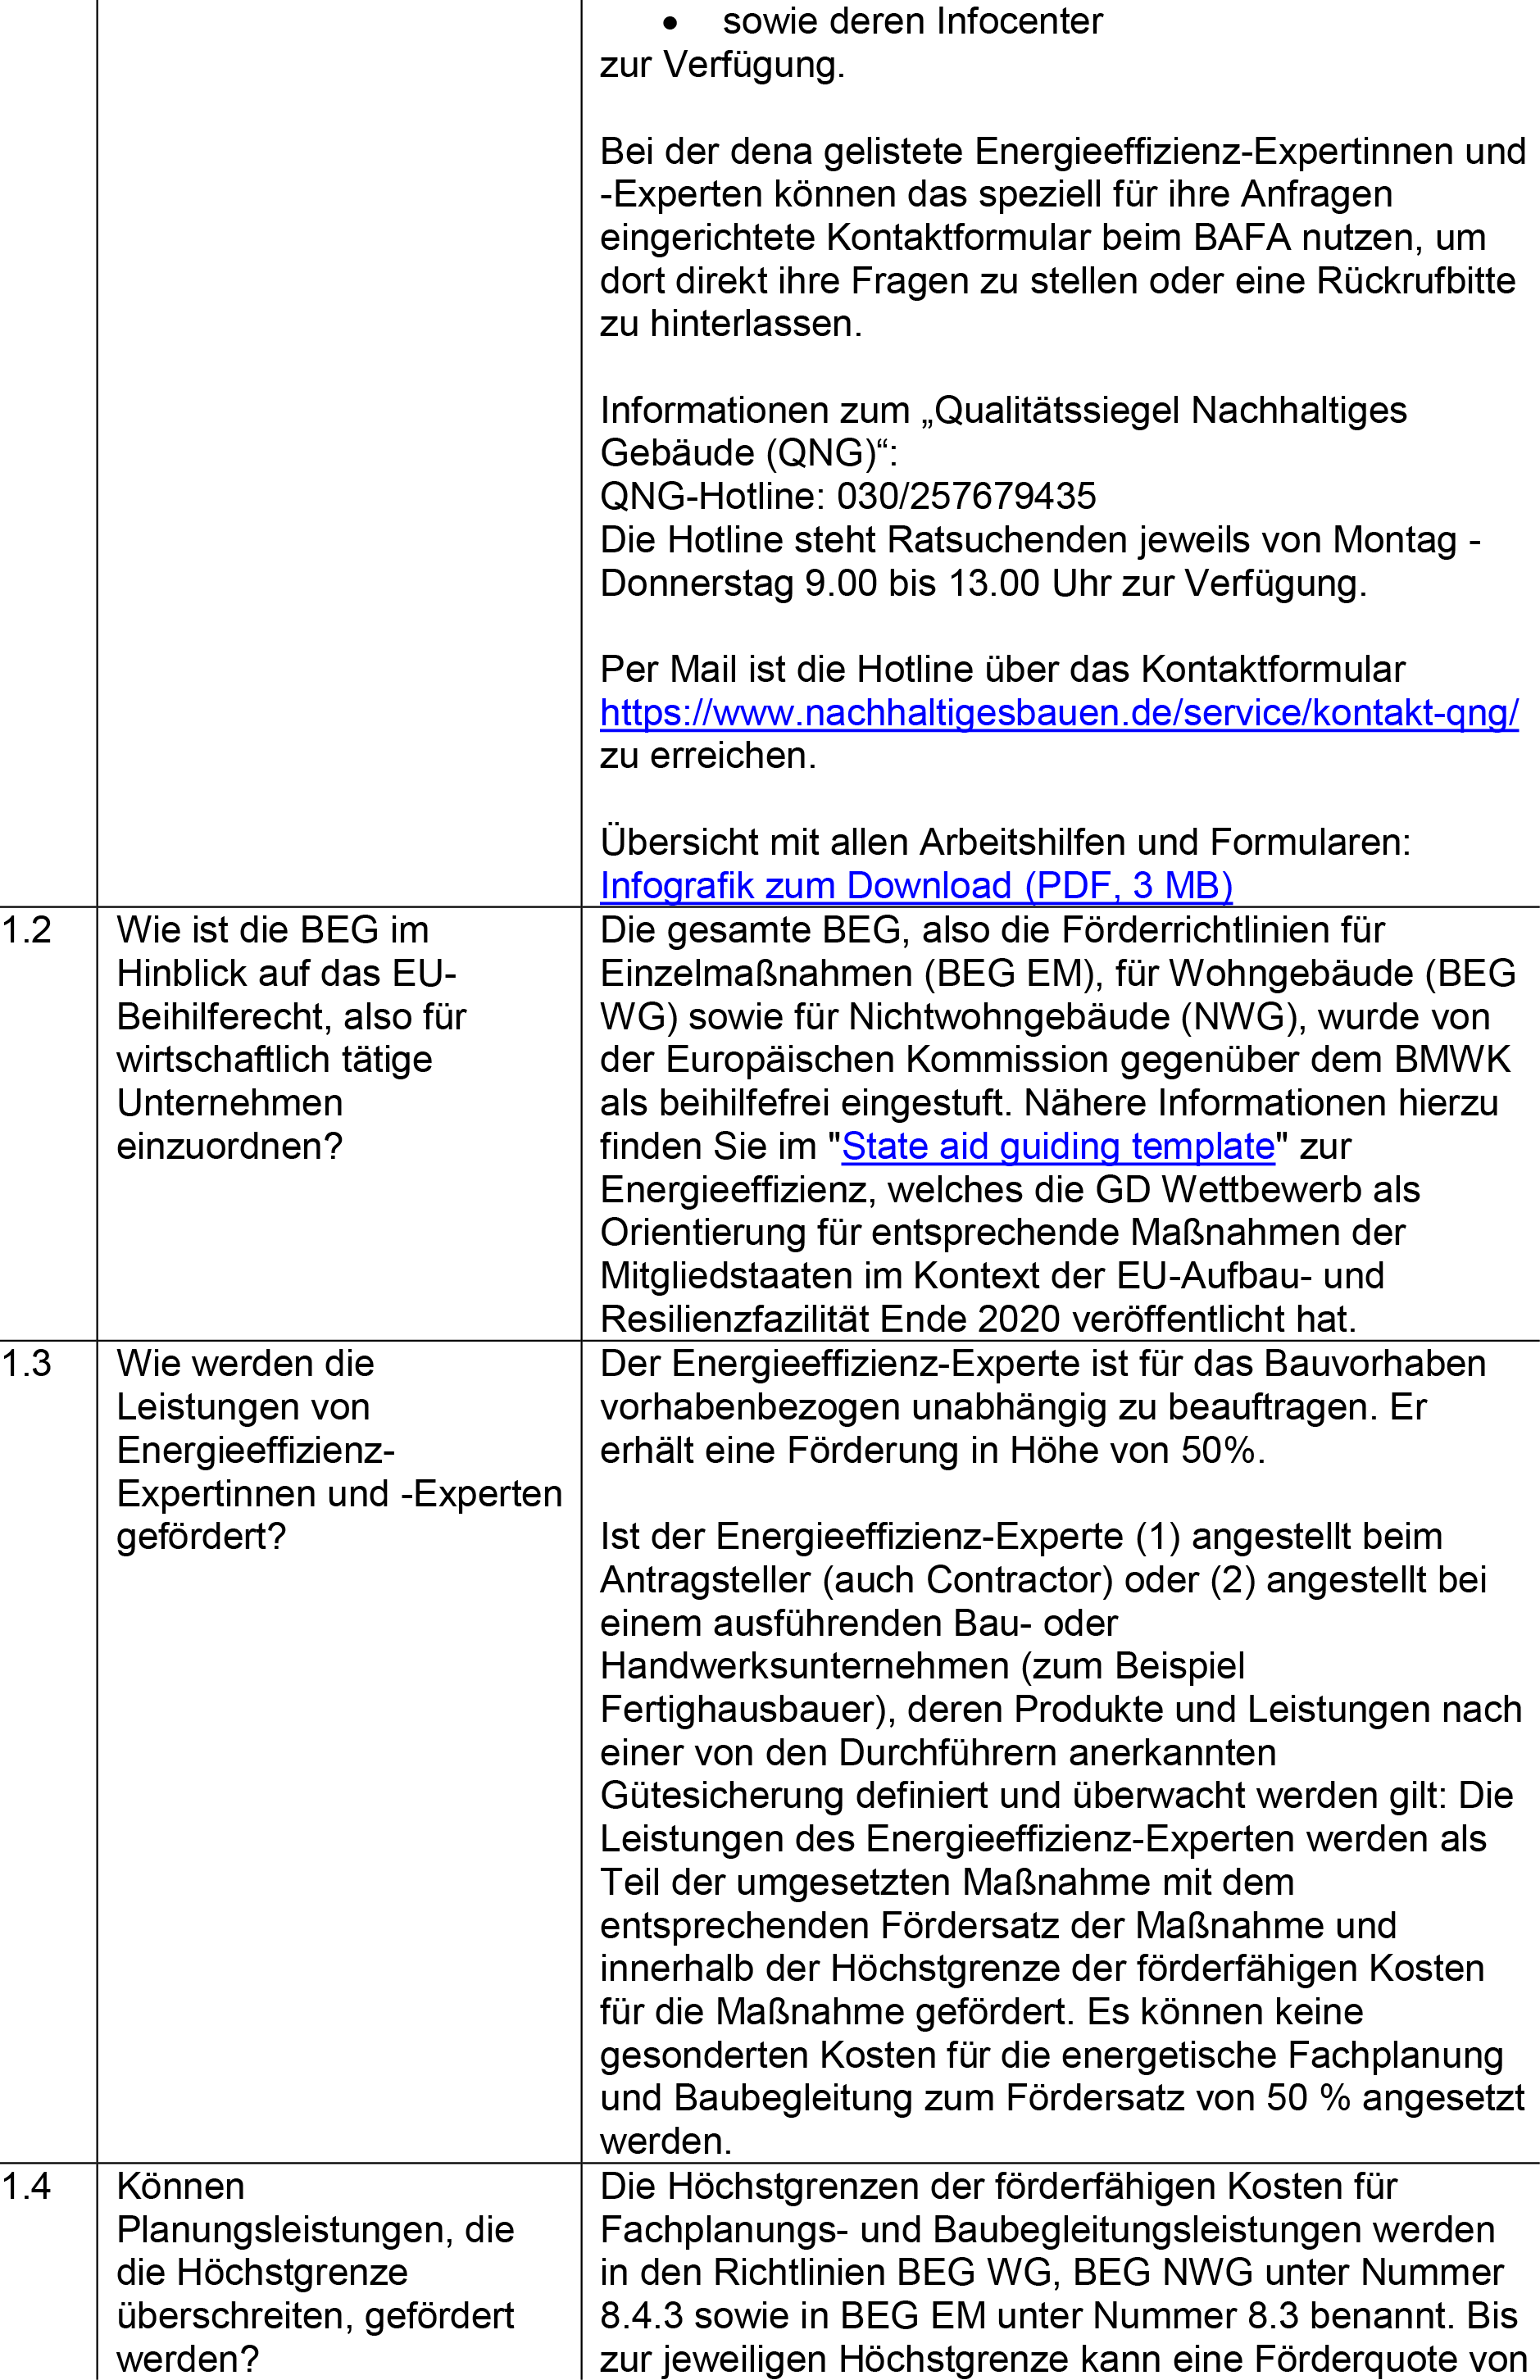 • sowie deren Infocenter
zur Verfügung.
Bei der dena gelistete Energieeffizienz-Expertinnen und
-Experten können das speziell für ihre Anfragen
eingerichtete Kontaktformular beim BAFA nutzen, um
dort direkt ihre Fragen zu stellen oder eine Rückrufbitte
zu hinterlassen.
Informationen zum „Qualitätssiegel Nachhaltiges
Gebäude (QNG)“:
QNG-Hotline: 030/257679435
Die Hotline steht Ratsuchenden jeweils von Montag -
Donnerstag 9.00 bis 13.00 Uhr zur Verfügung.
Per Mail ist die Hotline über das Kontaktformular
https://www.nachhaltigesbauen.de/service/kontakt-qng/
zu erreichen.
Übersicht mit allen Arbeitshilfen und Formularen:
Infografik zum Download (PDF, 3 MB)
1.2
Wie ist die BEG im
Hinblick auf das EU-
Beihilferecht, also für
wirtschaftlich tätige
Unternehmen
einzuordnen?
Die gesamte BEG, also die Förderrichtlinien für
Einzelmaßnahmen (BEG EM), für Wohngebäude (BEG
WG) sowie für Nichtwohngebäude (NWG), wurde von
der Europäischen Kommission gegenüber dem BMWK
als beihilfefrei eingestuft. Nähere Informationen hierzu
finden Sie im "State aid guiding template" zur
Energieeffizienz, welches die GD Wettbewerb als
Orientierung für entsprechende Maßnahmen der
Mitgliedstaaten im Kontext der EU-Aufbau- und
Resilienzfazilität Ende 2020 veröffentlicht hat.
1.3
Wie werden die
Leistungen von
Energieeffizienz-
Expertinnen und -Experten
gefördert?
Der Energieeffizienz-Experte ist für das Bauvorhaben
vorhabenbezogen unabhängig zu beauftragen. Er
erhält eine Förderung in Höhe von 50%.
Ist der Energieeffizienz-Experte (1) angestellt beim
Antragsteller (auch Contractor) oder (2) angestellt bei
einem ausführenden Bau- oder
Handwerksunternehmen (zum Beispiel
Fertighausbauer), deren Produkte und Leistungen nach
einer von den Durchführern anerkannten
Gütesicherung definiert und überwacht werden gilt: Die
Leistungen des Energieeffizienz-Experten werden als
Teil der umgesetzten Maßnahme mit dem
entsprechenden Fördersatz der Maßnahme und
innerhalb der Höchstgrenze der förderfähigen Kosten
für die Maßnahme gefördert. Es können keine
gesonderten Kosten für die energetische Fachplanung
und Baubegleitung zum Fördersatz von 50 % angesetzt
werden.
1.4
Können
Planungsleistungen, die
die Höchstgrenze
überschreiten, gefördert
werden?
Die Höchstgrenzen der förderfähigen Kosten für
Fachplanungs- und Baubegleitungsleistungen werden
in den Richtlinien BEG WG, BEG NWG unter Nummer
8.4.3 sowie in BEG EM unter Nummer 8.3 benannt. Bis
zur jeweiligen Höchstgrenze kann eine Förderquote von